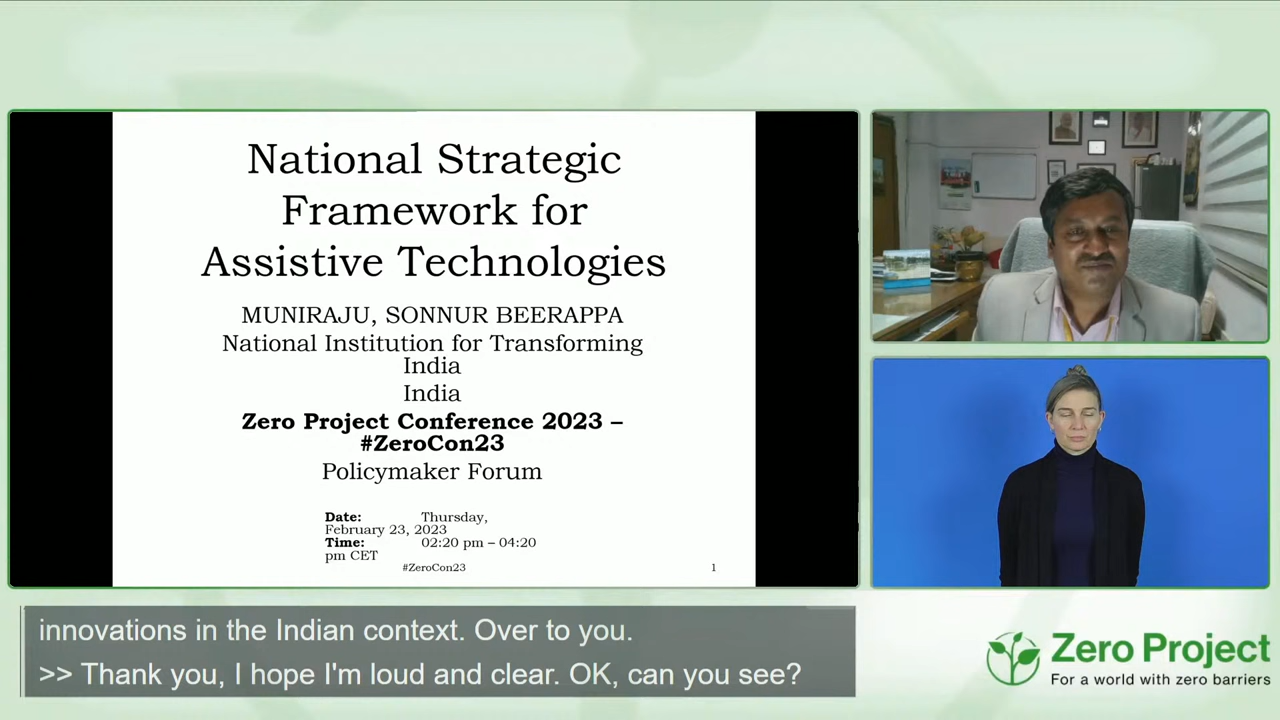 National Strategic
Framework for
Assistive Technologies
MUNIRAJU, SONNUR BEERAPPA
National Institution for Transforming
India
India
Zero Project Conference 2023 –
#ZeroCon23
Policymaker Forum
Date: Thursday,
February 23, 2023
Time: 02:20 pm – 04:20
pm CET
#ZeroCon23 1
innovations in the Indian context. Over to you.
>> Thank you, I hope I'm loud and clear. OK, can you see?
Zero Project
For a world with zero barriers